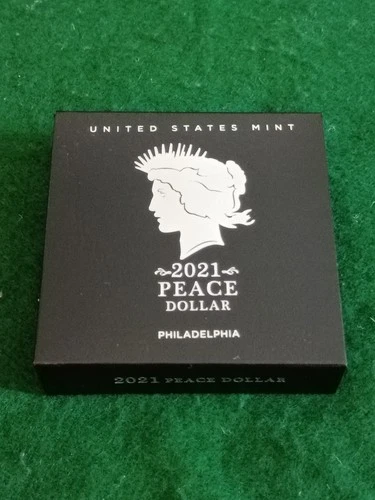 UNITED STATES MINT
2021
PEACE
DOLLAR
PHILADELPHIA
2021 PEACE DOLLAR